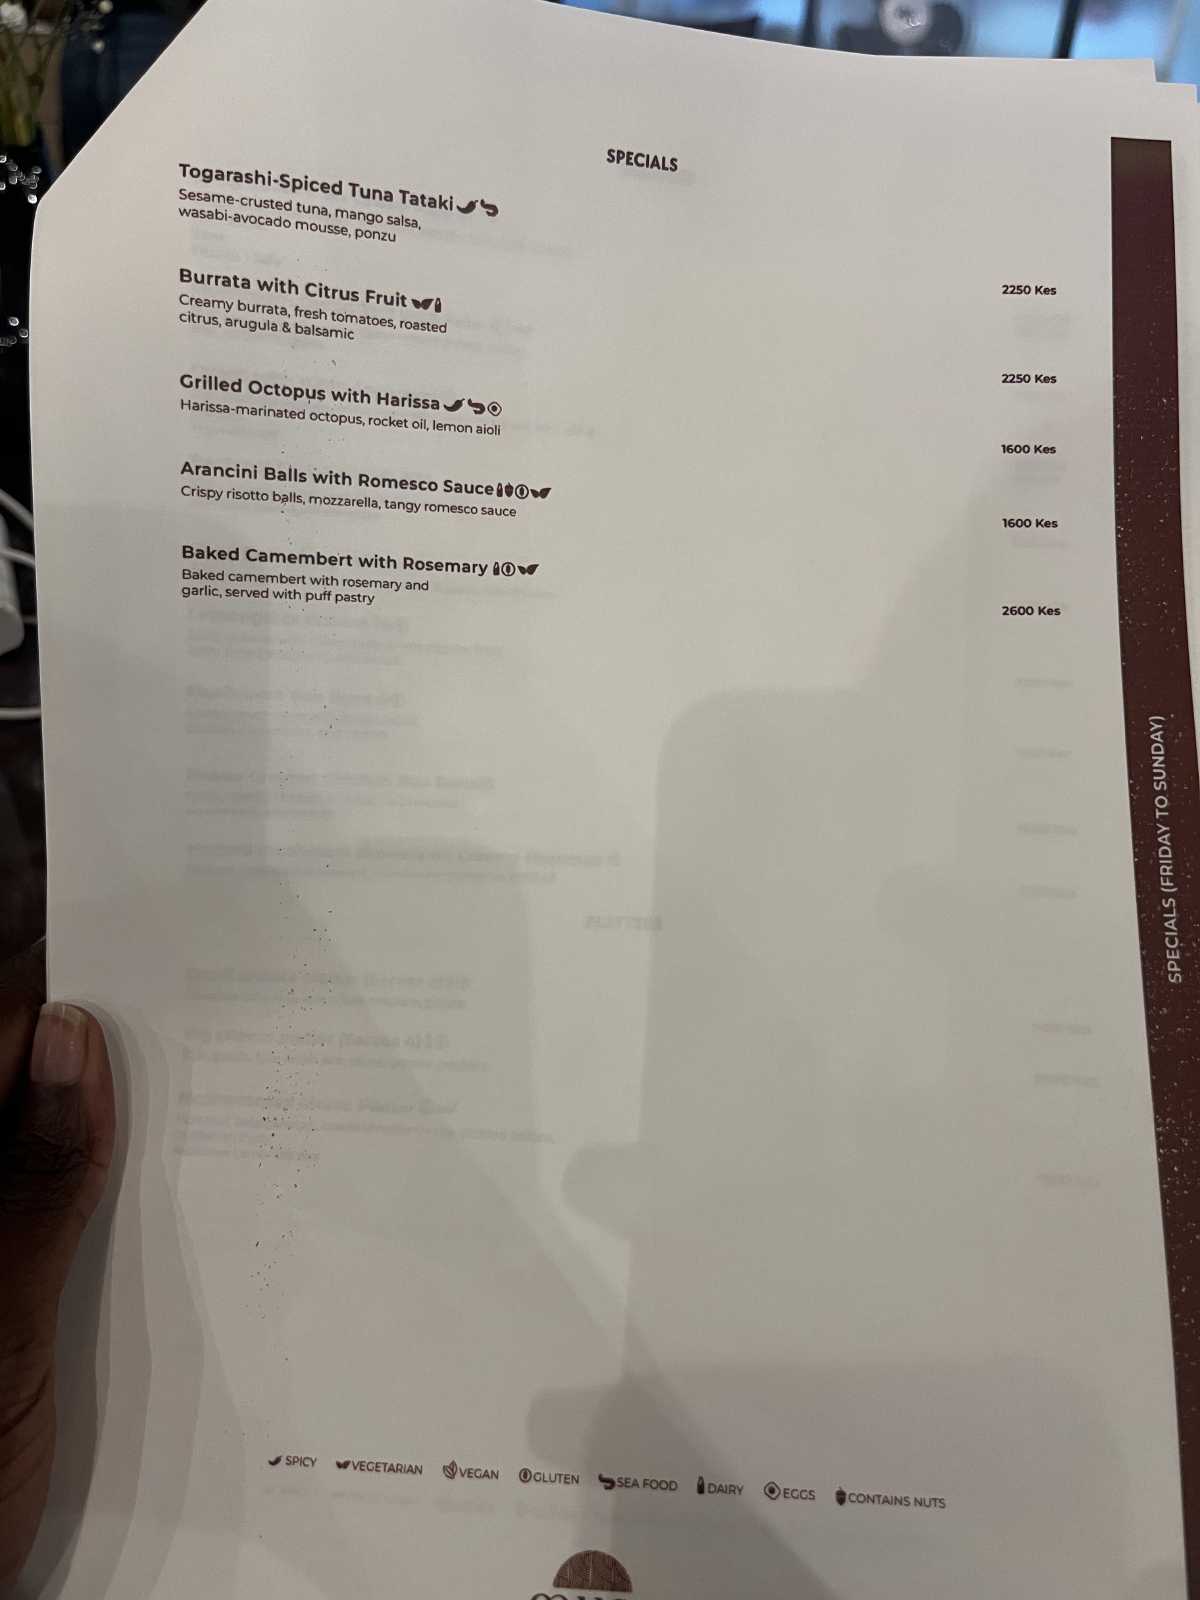 SPECIALS
Togarashi-Spiced Tuna Tataki
Sesame-crusted tuna, mango salsa,
wasabi-avocado mousse, ponzu
2250 Kes
Burrata with Citrus Fruit
Creamy burrata, fresh tomatoes, roasted
citrus, arugula & balsamic
2250 Kes
Grilled Octopus with Harissa
Harissa-marinated octopus, rocket oil, lemon aioli
1600 Kes
Arancini Balls with Romesco Sauce
Crispy risotto balls, mozzarella, tangy romesco sauce
1600 Kes
Baked Camembert with Rosemary
Baked camembert with rosemary and
garlic, served with puff pastry
2600 Kes
SPECIALS (FRIDAY TO SUNDAY)
SPICY VEGETARIAN VEGAN GLUTEN SEA FOOD DAIRY EGGS CONTAINS NUTS